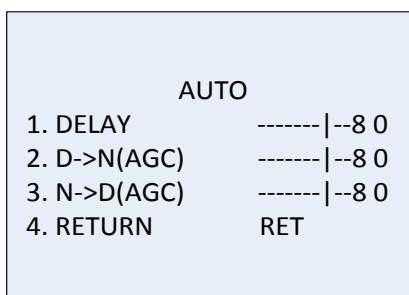 AUTO
1. DELAY -------|--8 0
2. D->N(AGC) -------|--8 0
3. N->D(AGC) -------|--8 0
4. RETURN RET